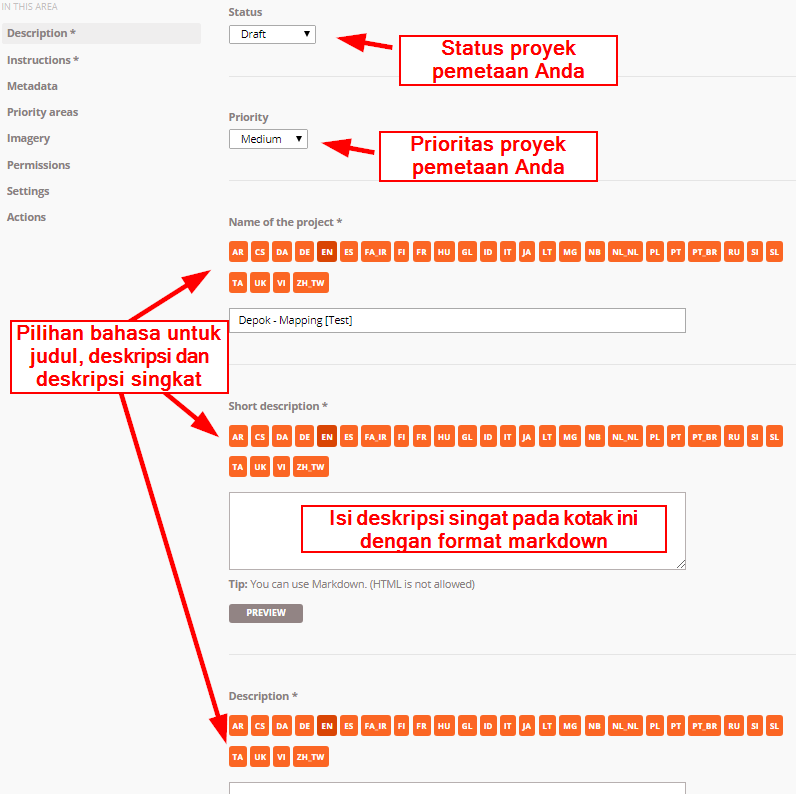 IN THIS AREA
Description *
Instructions *
Metadata
Priority areas
Imagery
Permissions
Settings
Actions
Status
Draft
Status proyek
pemetaan Anda
Priority
Medium
Prioritas proyek
pemetaan Anda
Name of the project *
AR CS DA DE EN ES FA_IR FI FR HU GL ID IT JA LT MG NB NL_NL PL PT PT_BR RU SI SL
TA UK VI ZH_TW
Depok - Mapping [Test]
Pilihan bahasa untuk
judul, deskripsi dan
deskripsi singkat
Short description *
AR CS DA DE EN ES FA_IR FI FR HU GL ID IT JA LT MG NB NL_NL PL PT PT_BR RU SI SL
TA UK VI ZH_TW
Isi deskripsi singat pada kotak ini
dengan format markdown
Tip: You can use Markdown. (HTML is not allowed)
PREVIEW
Description *
AR CS DA DE EN ES FA_IR FI FR HU GL ID IT JA LT MG NB NL_NL PL PT PT_BR RU SI SL
TA UK VI ZH_TW